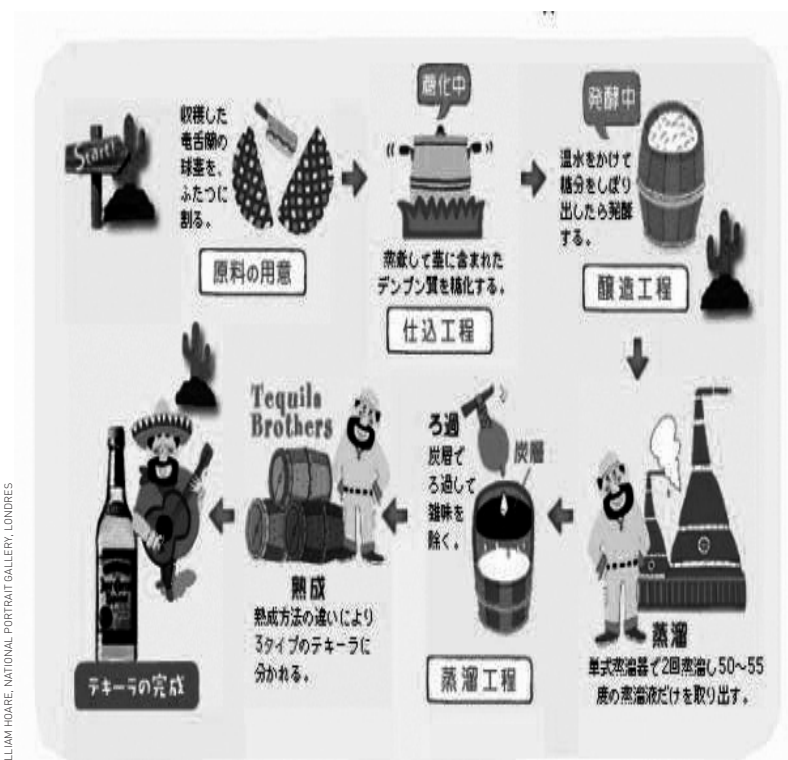 Start!
収穫した
竜舌蘭の
球茎を、
ふたつに
割る。
原料の用意
糖化中
蒸煮して茎に含まれた
デンプン質を糖化する。
仕込工程
発酵中
温水をかけて
糖分をしぼり
出したら発酵
する。
醸造工程
蒸溜
単式蒸溜器で2回蒸溜し50〜55
度の蒸溜液だけを取り出す。
ろ過
炭層で
ろ過して
雑味を
除く。
炭層
蒸溜工程
Tequila
Brothers
熟成
熟成方法の違いにより
3タイプのテキーラに
分かれる。
テキーラの完成
LLIAM HOARE, NATIONAL PORTRAIT GALLERY, LONDRES